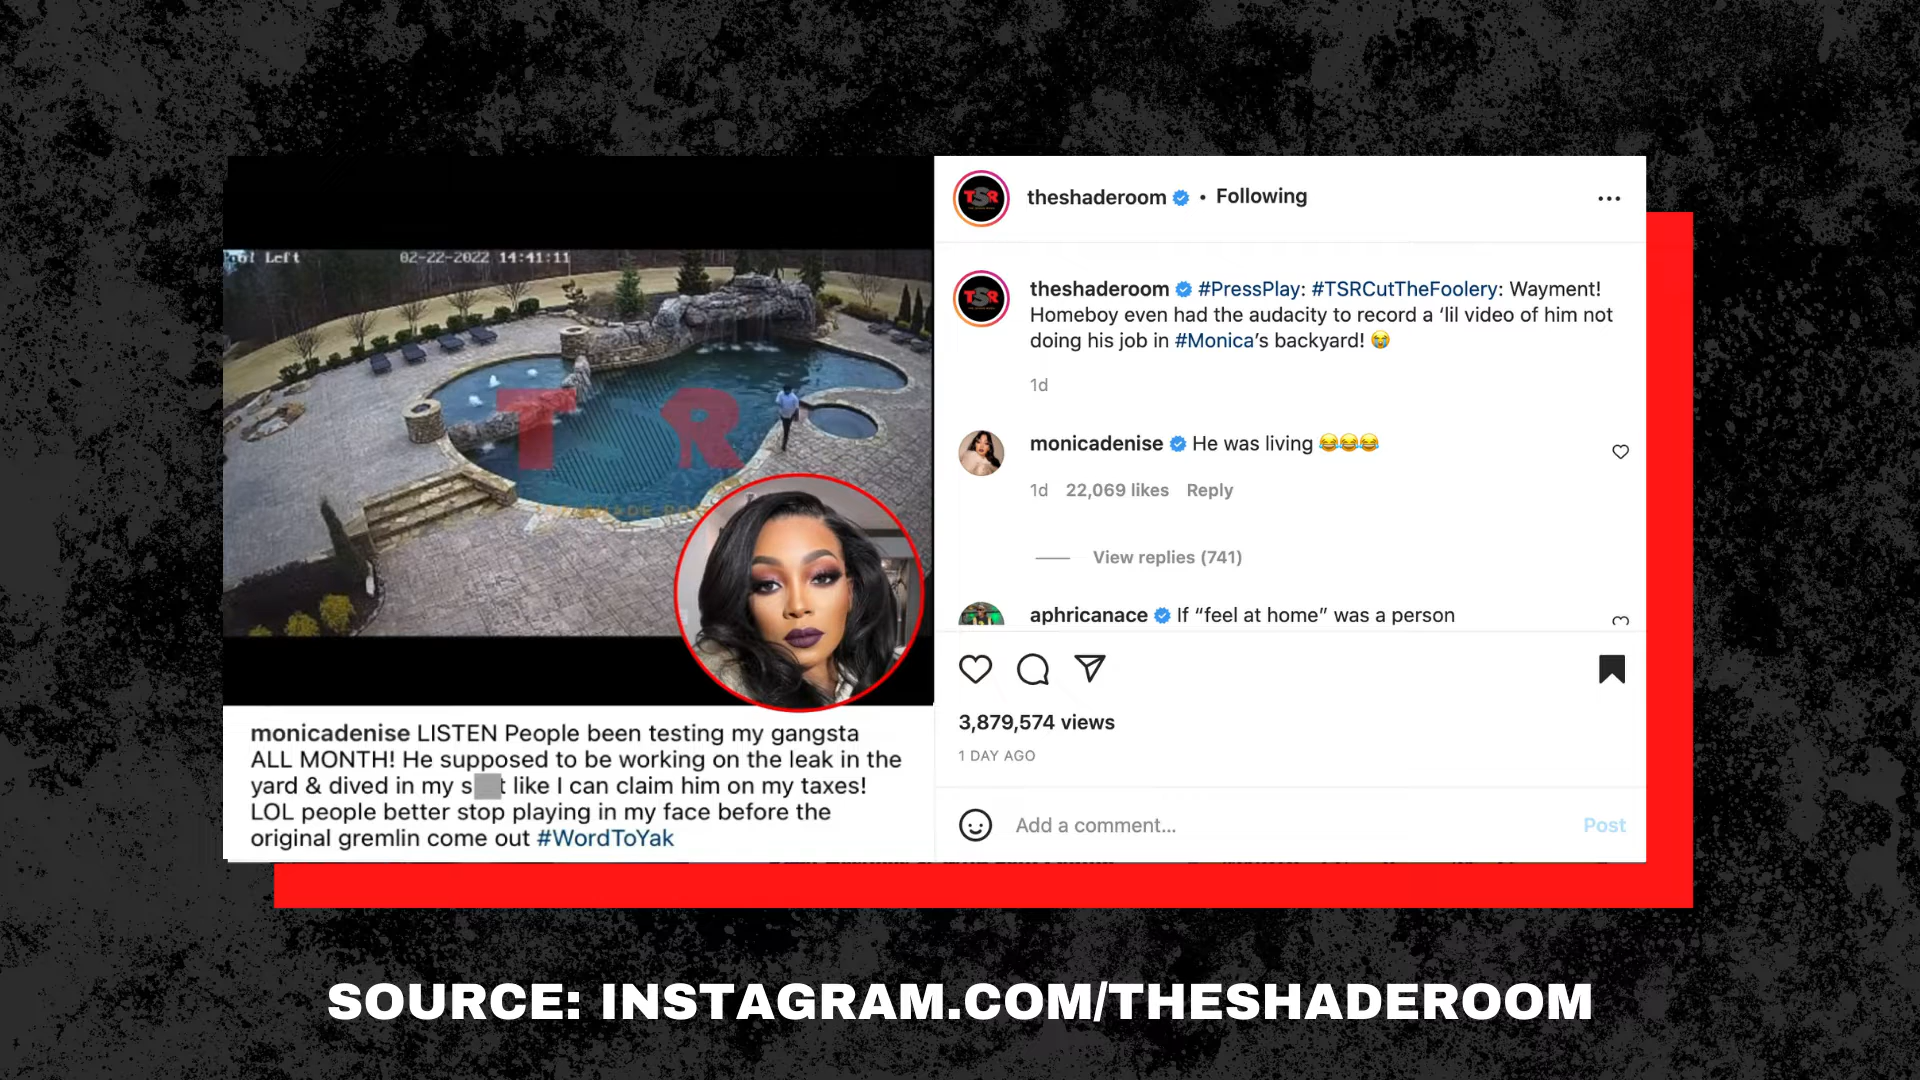 ol Left 02-22-2022 14:41:11
TSR
monicadenise LISTEN People been testing my gangsta
ALL MONTH! He supposed to be working on the leak in the
yard & dived in my s t like I can claim him on my taxes!
LOL people better stop playing in my face before the
original gremlin come out #WordToYak
TSR
theshaderoom • Following
TSR
theshaderoom #PressPlay: #TSRCutTheFoolery: Wayment!
Homeboy even had the audacity to record a ‘lil video of him not
doing his job in #Monica’s backyard! 😭
1d
monicadenise He was living 😂😂😂
1d 22,069 likes Reply
View replies (741)
aphricanace If “feel at home” was a person
3,879,574 views
1 DAY AGO
Add a comment... Post
SOURCE: INSTAGRAM.COM/THESHADEROOM